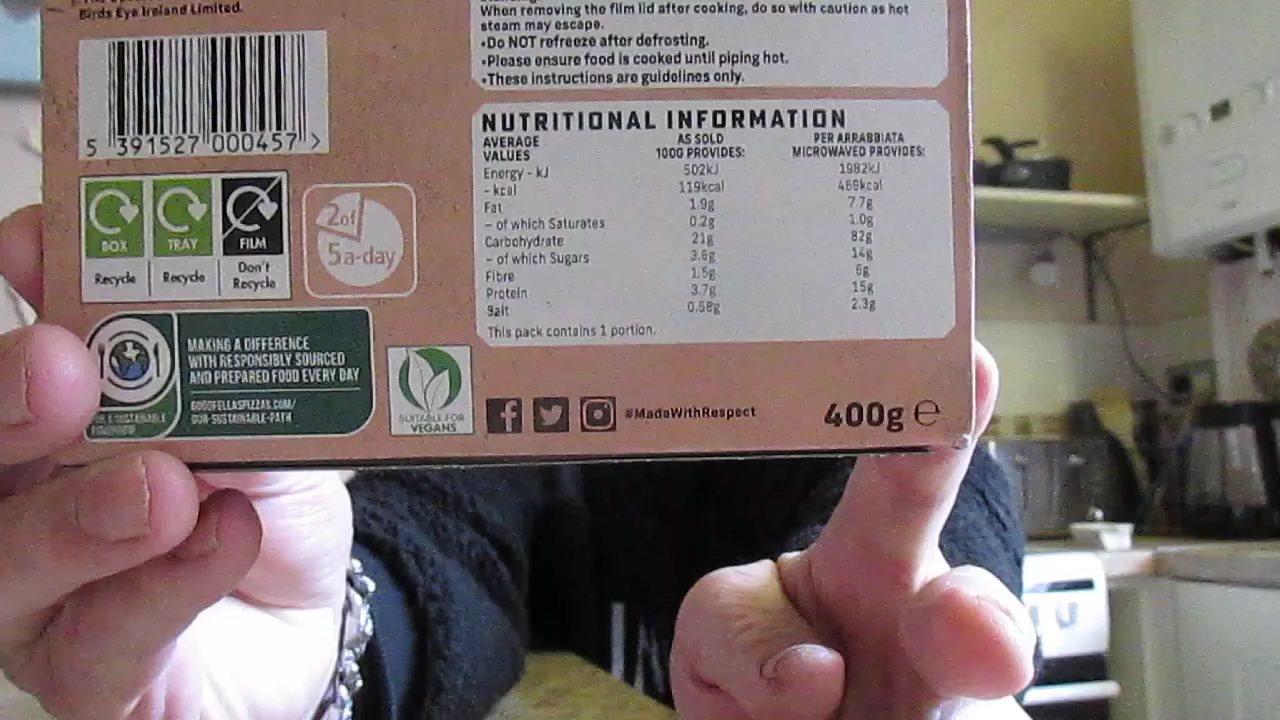 Birds Eye Ireland Limited.
When removing the film lid after cooking, do so with caution as hot
steam may escape.
•Do NOT refreeze after defrosting.
•Please ensure food is cooked until piping hot.
•These instructions are guidelines only.
5 391527 000457 >
BOX
TRAY
FILM
Recycle
Recycle
Don't
Recycle
2of
5a-day
NUTRITIONAL INFORMATION
AVERAGE VALUES AS SOLD 100G PROVIDES: PER ARRABBIATA MICROWAVED PROVIDES:
Energy - kJ 502kJ 1982kJ
- kcal 119kcal 469kcal
Fat 1.9g 7.7g
- of which Saturates 0.2g 1.0g
Carbohydrate 21g 82g
- of which Sugars 3.6g 14g
Fibre 1.5g 6g
Protein 3.7g 15g
Salt 0.58g 2.3g
This pack contains 1 portion.
MAKING A DIFFERENCE
WITH RESPONSIBLY SOURCED
AND PREPARED FOOD EVERY DAY
GOODFELLASPIZZAS.COM/
OUR-SUSTAINABLE-PATH
SUITABLE FOR
VEGANS
#MadeWithRespect
400g ℮